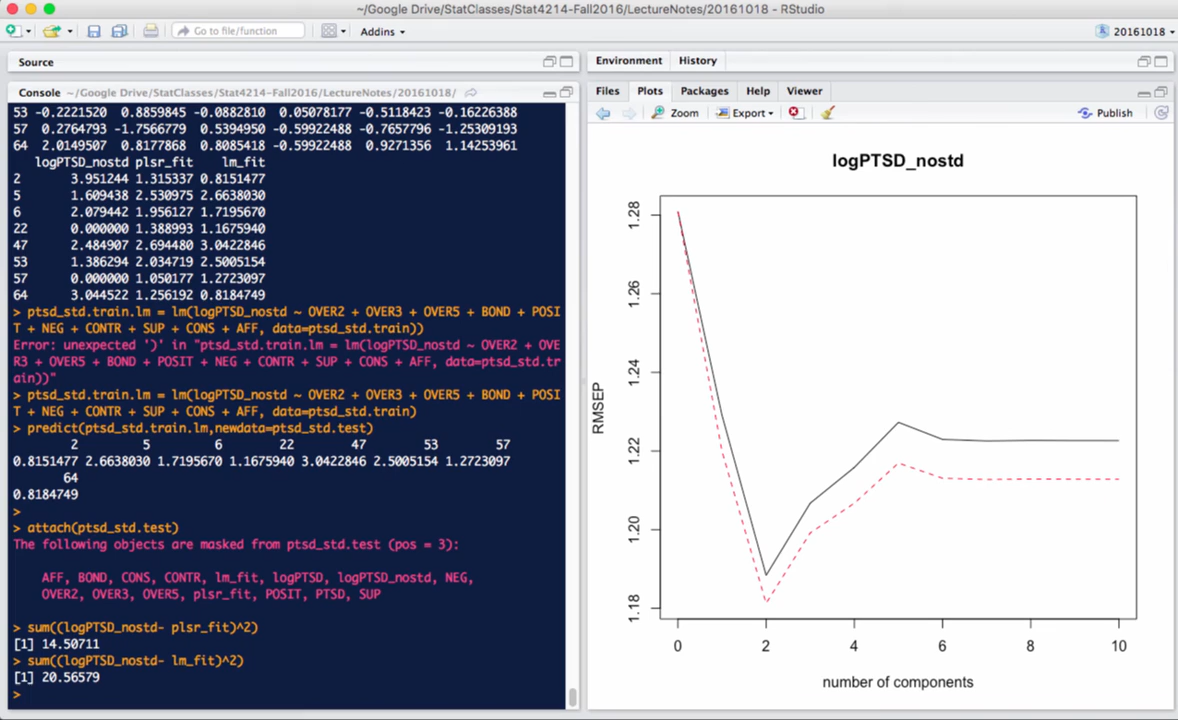 ~/Google Drive/StatClasses/Stat4214-Fall2016/LectureNotes/20161018 - RStudio
Go to file/function
Addins
20161018
Source
Console ~/Google Drive/StatClasses/Stat4214-Fall2016/LectureNotes/20161018/
53 -0.2221520 0.8859845 -0.0882810 0.05078177 -0.5118423 -0.16226388
57 0.2764793 -1.7566779 0.5394950 -0.59922488 -0.7657796 -1.25309193
64 2.0149507 0.8177868 0.8085418 -0.59922488 0.9271356 1.14253961
logPTSD_nostd plsr_fit lm_fit
2 3.951244 1.315337 0.8151477
5 1.609438 2.530975 2.6638030
6 2.079442 1.956127 1.7195670
22 0.000000 1.388993 1.1675940
47 2.484907 2.694480 3.0422846
53 1.386294 2.034719 2.5005154
57 0.000000 1.050177 1.2723097
64 3.044522 1.256192 0.8184749
> ptsd_std.train.lm = lm(logPTSD_nostd ~ OVER2 + OVER3 + OVER5 + BOND + POSI
T + NEG + CONTR + SUP + CONS + AFF, data=ptsd_std.train))
Error: unexpected ')' in "ptsd_std.train.lm = lm(logPTSD_nostd ~ OVER2 + OVE
R3 + OVER5 + BOND + POSIT + NEG + CONTR + SUP + CONS + AFF, data=ptsd_std.tr
ain))"
> ptsd_std.train.lm = lm(logPTSD_nostd ~ OVER2 + OVER3 + OVER5 + BOND + POSI
T + NEG + CONTR + SUP + CONS + AFF, data=ptsd_std.train)
> predict(ptsd_std.train.lm,newdata=ptsd_std.test)
2 5 6 22 47 53 57
0.8151477 2.6638030 1.7195670 1.1675940 3.0422846 2.5005154 1.2723097
64
0.8184749
>
> attach(ptsd_std.test)
The following objects are masked from ptsd_std.test (pos = 3):
AFF, BOND, CONS, CONTR, lm_fit, logPTSD, logPTSD_nostd, NEG,
OVER2, OVER3, OVER5, plsr_fit, POSIT, PTSD, SUP
> sum((logPTSD_nostd- plsr_fit)^2)
[1] 14.50711
> sum((logPTSD_nostd- lm_fit)^2)
[1] 20.56579
>
Environment History
Files Plots Packages Help Viewer
Zoom Export Publish
logPTSD_nostd
1.28
1.26
1.24
1.22
1.20
1.18
RMSEP
0 2 4 6 8 10
number of components